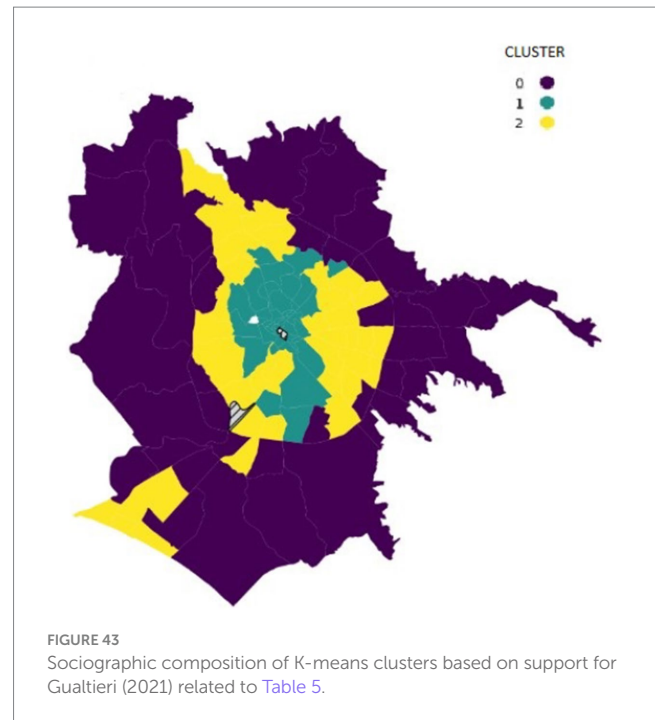 CLUSTER
0
1
2
FIGURE 43
Sociographic composition of K-means clusters based on support for
Gualtieri (2021) related to Table 5.